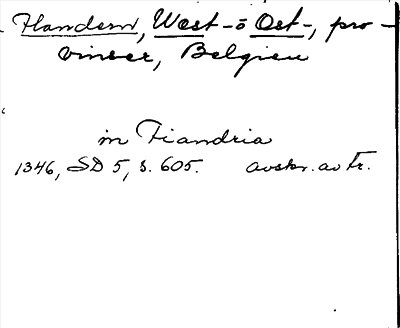 Flandern, West- o Ost-, pro-
vinser, Belgien
in Fiandria
1346, SD 5, s. 605. avskr. av fr.